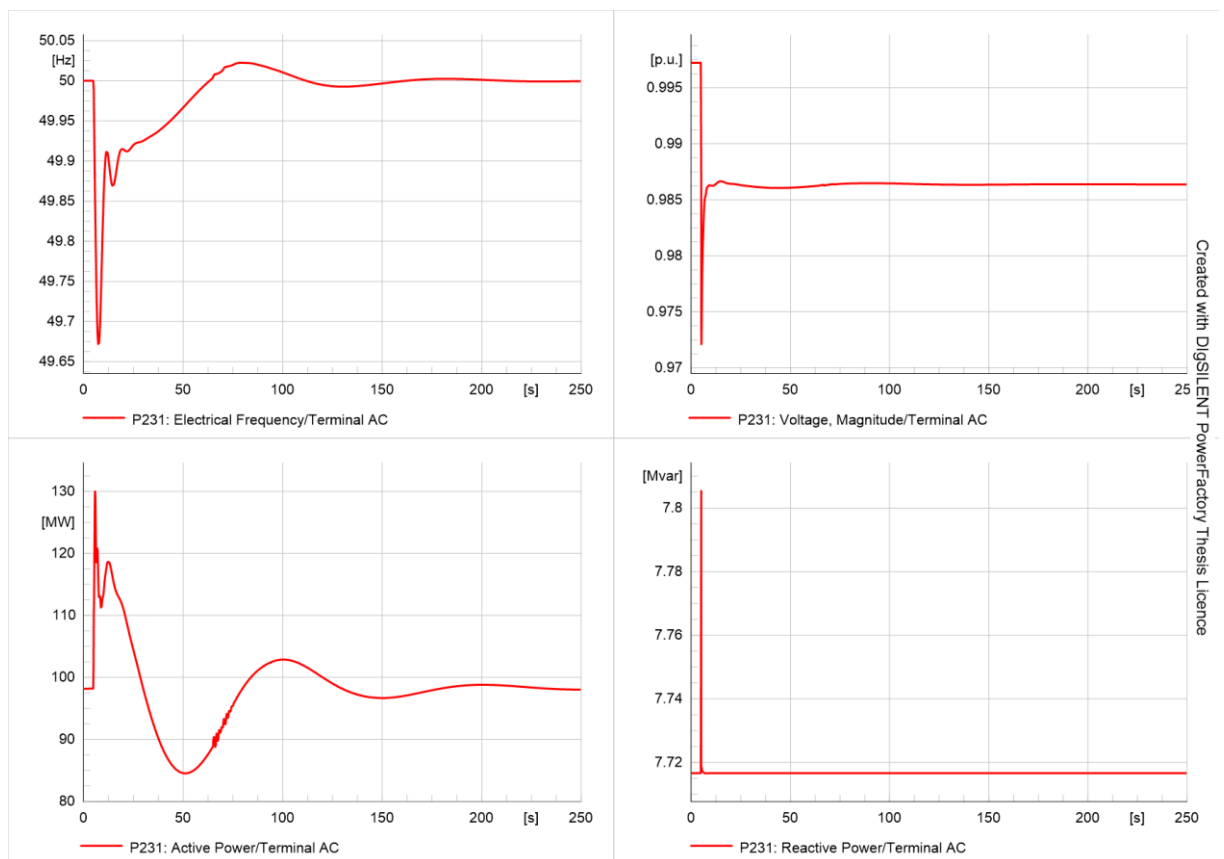 50.05
[Hz]
50
49.95
49.9
49.85
49.8
49.75
49.7
49.65
0 50 100 150 200 [s] 250
P231: Electrical Frequency/Terminal AC
[p.u.]
0.995
0.99
0.985
0.98
0.975
0.97
0 50 100 150 200 [s] 250
P231: Voltage, Magnitude/Terminal AC
130
[MW]
120
110
100
90
80
0 50 100 150 200 [s] 250
P231: Active Power/Terminal AC
[Mvar]
7.8
7.78
7.76
7.74
7.72
0 50 100 150 200 [s] 250
P231: Reactive Power/Terminal AC
Created with DIgSILENT PowerFactory Thesis Licence